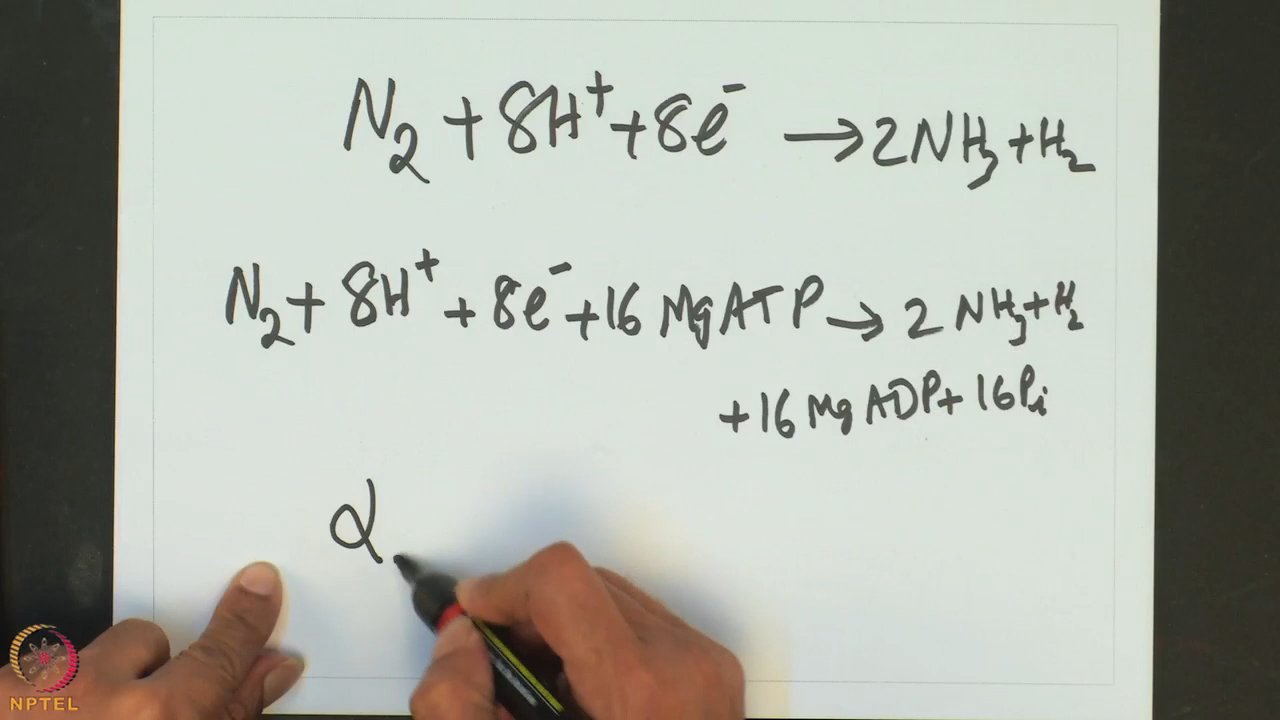 N₂ + 8H⁺ + 8e⁻ → 2NH₃ + H₂
N₂ + 8H⁺ + 8e⁻ + 16 MgATP → 2 NH₃ + H₂
+ 16 MgADP + 16Pi
α
NPTEL